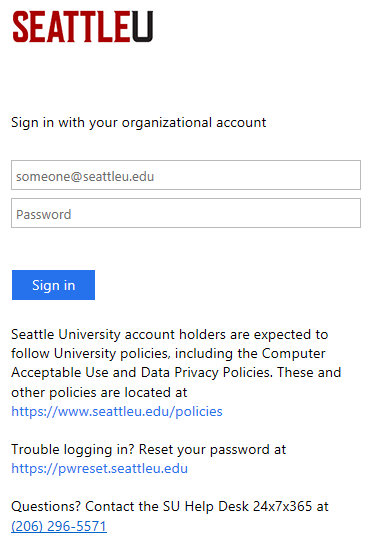 SEATTLEU
Sign in with your organizational account
someone@seattleu.edu
Password
Sign in
Seattle University account holders are expected to
follow University policies, including the Computer
Acceptable Use and Data Privacy Policies. These and
other policies are located at
https://www.seattleu.edu/policies
Trouble logging in? Reset your password at
https://pwreset.seattleu.edu
Questions? Contact the SU Help Desk 24x7x365 at
(206) 296-5571